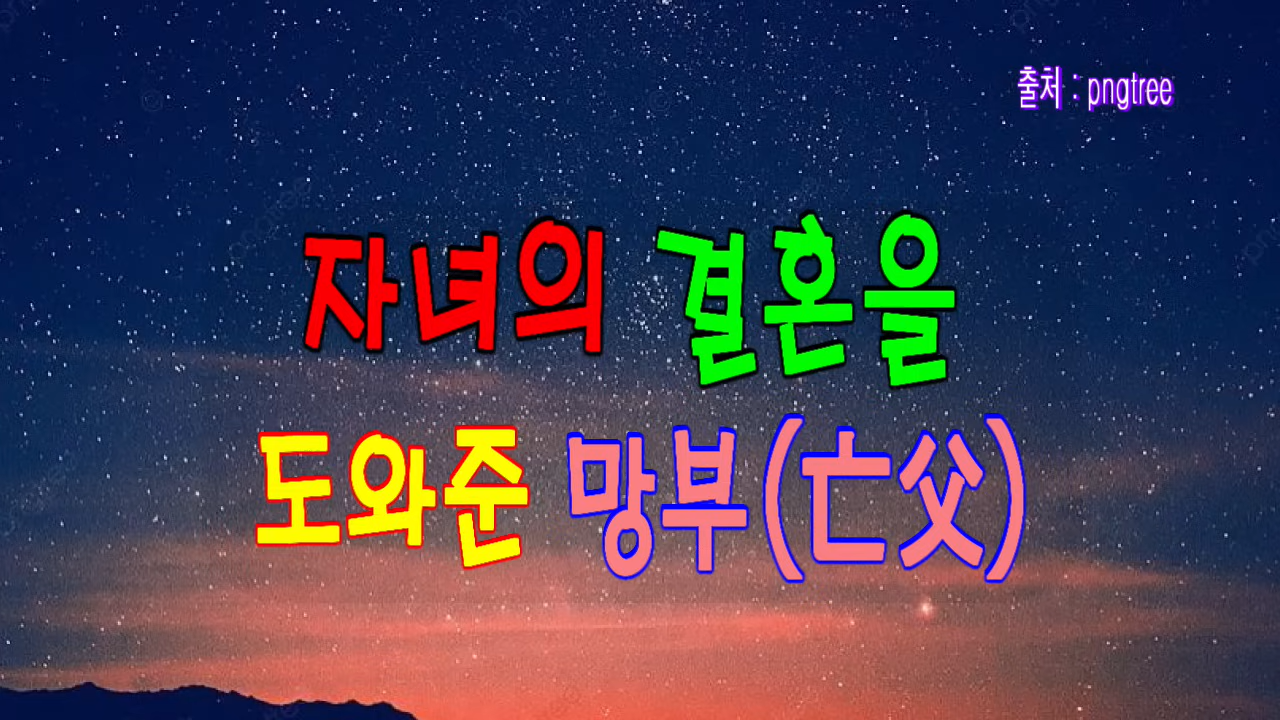 출처 : pngtree
자녀의 결혼을
도와준 망부(亡父)